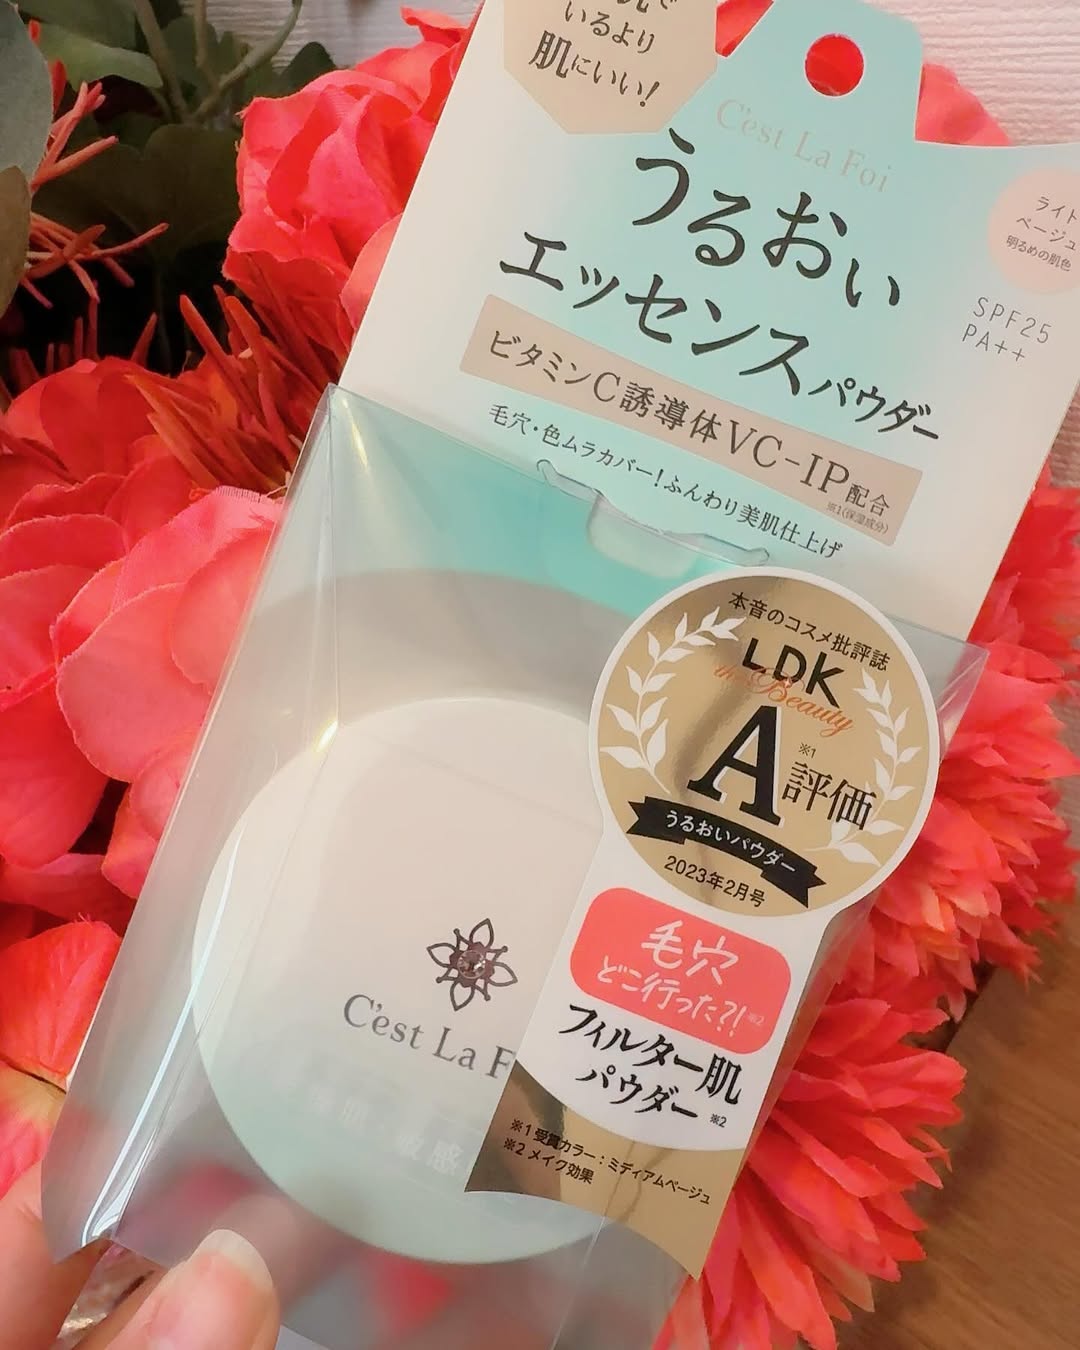 いるより
肌にいい!
C'est La Foi
うるおい
エッセンスパウダー
ライト
ベージュ
明るめの肌色
SPF25
PA++
ビタミンC誘導体VC-IP配合
※1(保湿成分)
毛穴・色ムラカバー!ふんわり美肌仕上げ
本音のコスメ批評誌
LDK
the Beauty
A※1評価
うるおいパウダー
2023年2月号
毛穴
どこ行った?!※2
フィルター肌
パウダー※2
※1 受賞カラー:ミディアムベージュ
※2 メイク効果
C'est La F
敏感